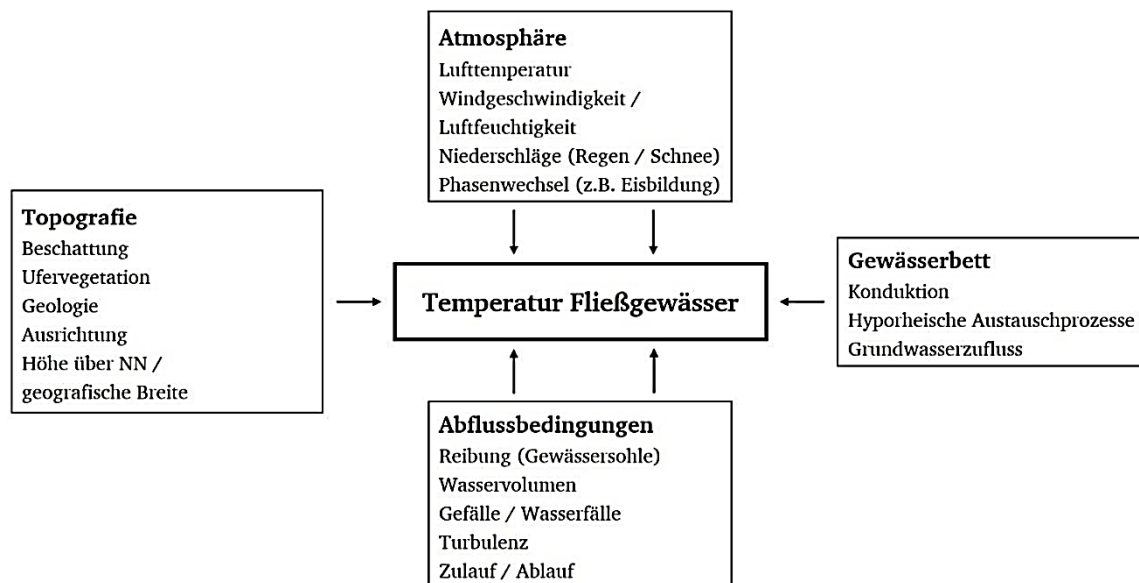 Atmosphäre
Lufttemperatur
Windgeschwindigkeit /
Luftfeuchtigkeit
Niederschläge (Regen / Schnee)
Phasenwechsel (z.B. Eisbildung)
Topografie
Beschattung
Ufervegetation
Geologie
Ausrichtung
Höhe über NN /
geografische Breite
Temperatur Fließgewässer
Gewässerbett
Konduktion
Hyporheische Austauschprozesse
Grundwasserzufluss
Abflussbedingungen
Reibung (Gewässersohle)
Wasservolumen
Gefälle / Wasserfälle
Turbulenz
Zulauf / Ablauf